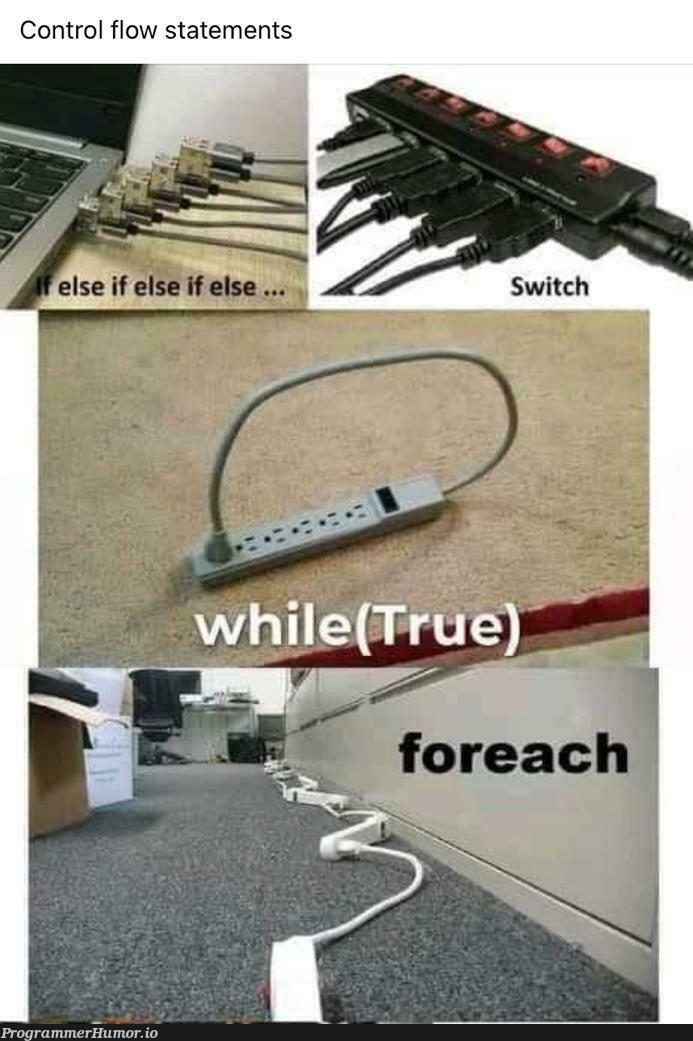 Control flow statements
If else if else if else ...
Switch
while(True)
foreach
ProgrammerHumor.io